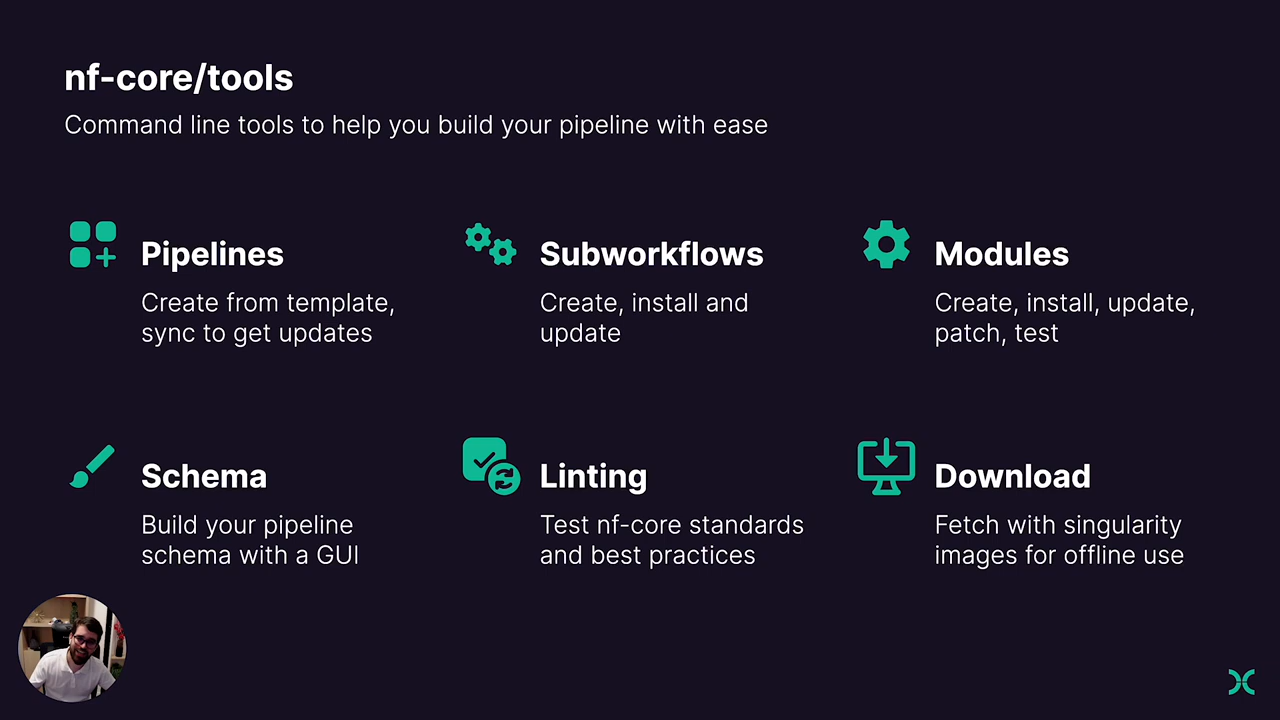 nf-core/tools
Command line tools to help you build your pipeline with ease
Pipelines
Create from template,
sync to get updates
Subworkflows
Create, install and
update
Modules
Create, install, update,
patch, test
Schema
Build your pipeline
schema with a GUI
Linting
Test nf-core standards
and best practices
Download
Fetch with singularity
images for offline use